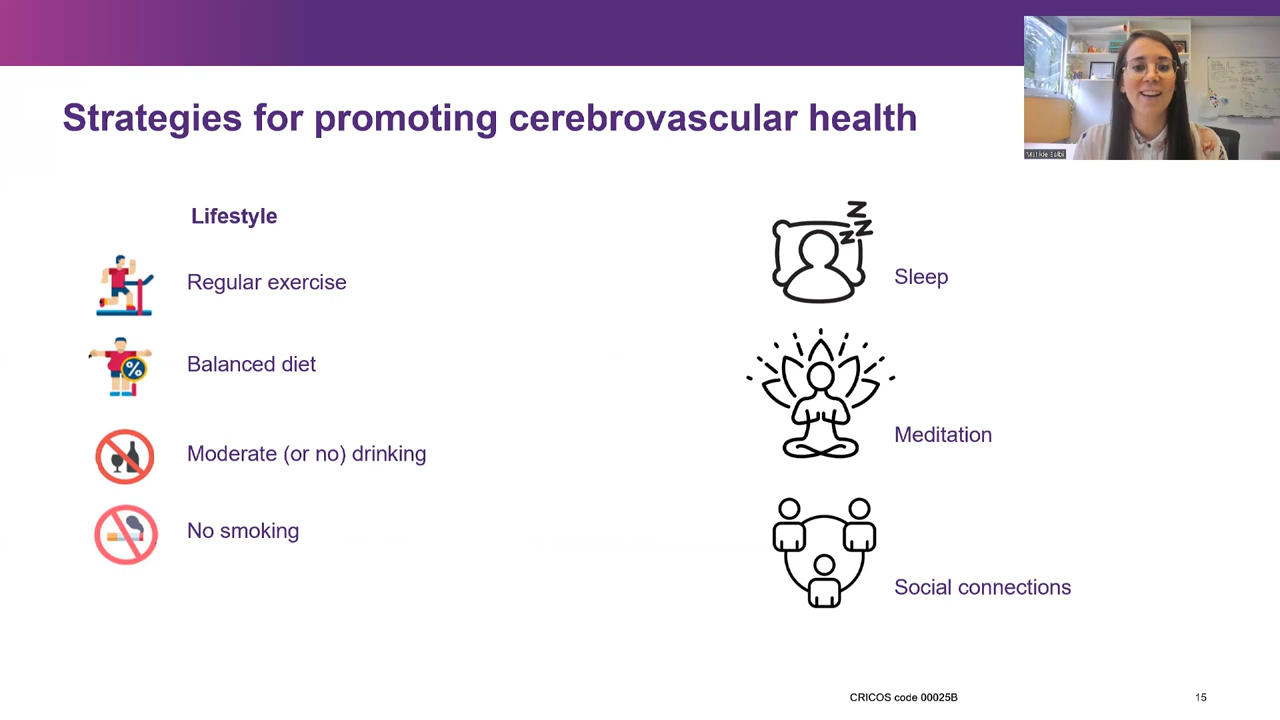 Strategies for promoting cerebrovascular health
Lifestyle
Regular exercise
Balanced diet
Moderate (or no) drinking
No smoking
Sleep
Meditation
Social connections
CRICOS code 00025B
15